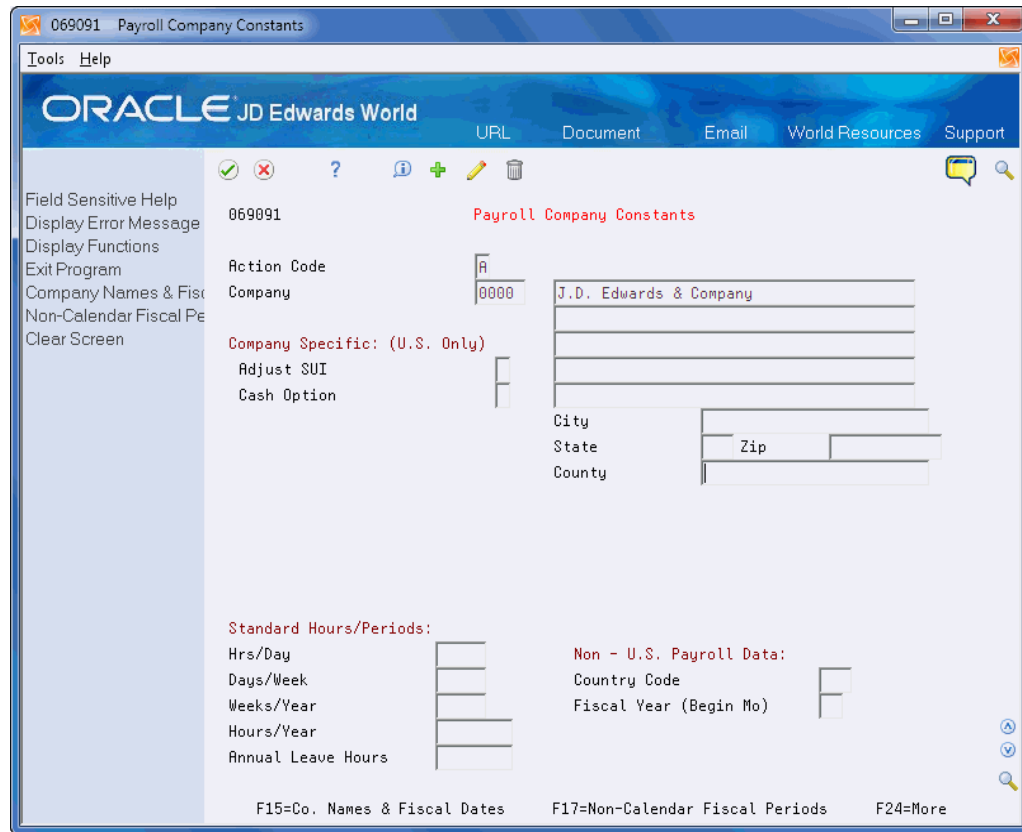 069091 Payroll Company Constants
Tools Help
ORACLE JD Edwards World
URL Document Email World Resources Support
Field Sensitive Help
Display Error Message
Display Functions
Exit Program
Company Names & Fisc
Non-Calendar Fiscal Pe
Clear Screen
069091 Payroll Company Constants
Action Code A
Company 0000 J.D. Edwards & Company
Company Specific: (U.S. Only)
Adjust SUI
Cash Option
City
State Zip
County
Standard Hours/Periods:
Hrs/Day Non - U.S. Payroll Data:
Days/Week Country Code
Weeks/Year Fiscal Year (Begin Mo)
Hours/Year
Annual Leave Hours
F15=Co. Names & Fiscal Dates F17=Non-Calendar Fiscal Periods F24=More